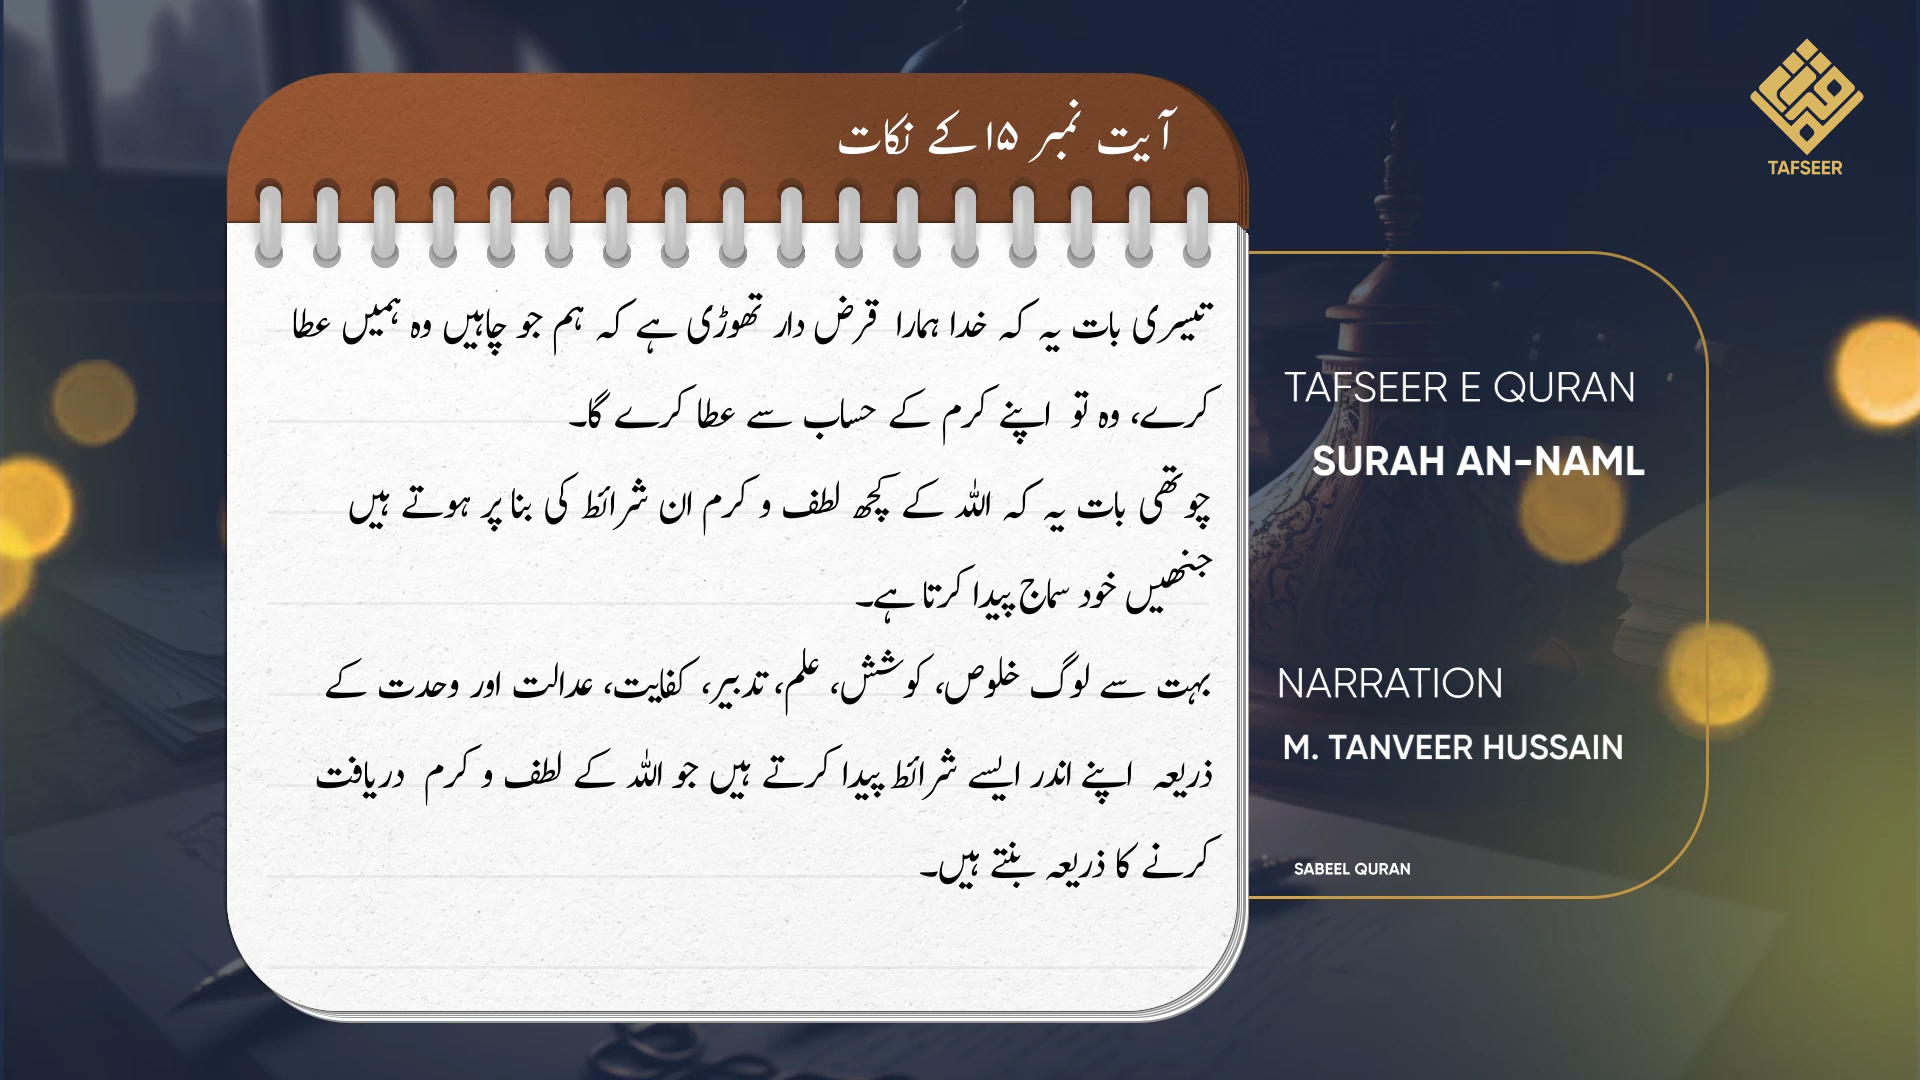 آیت نمبر ۱۵کے نکات
تیسری بات یہ کہ خدا ہمارا قرض دار تھوڑی ہے کہ ہم جو چاہیں وہ ہمیں عطا
کرے، وہ تو اپنے کرم کے حساب سے عطا کرے گا۔
چوتھی بات یہ کہ اللہ کے کچھ لطف و کرم ان شرائط کی بنا پر ہوتے ہیں
جنھیں خود سماج پیدا کرتا ہے۔
بہت سے لوگ خلوص، کوشش، علم، تدبیر، کفایت، عدالت اور وحدت کے
ذریعہ اپنے اندر ایسے شرائط پیدا کرتے ہیں جو اللہ کے لطف و کرم دریافت
کرنے کا ذریعہ بنتے ہیں۔
TAFSEER
TAFSEER E QURAN
SURAH AN-NAML
NARRATION
M. TANVEER HUSSAIN
SABEEL QURAN